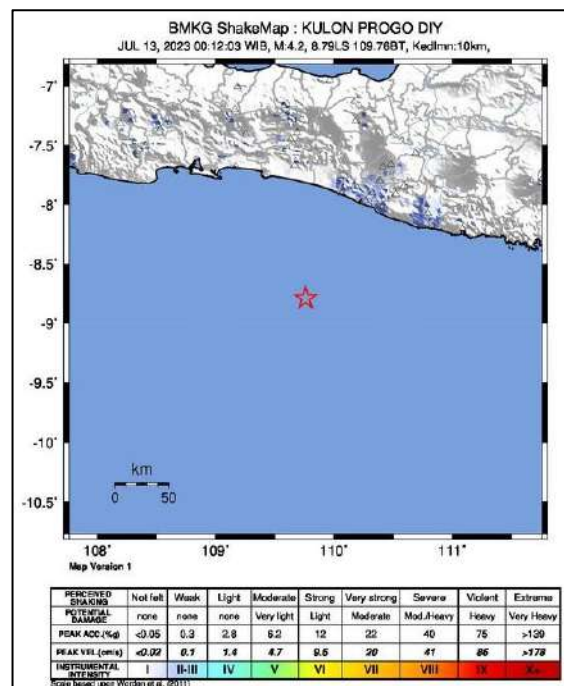 BMKG ShakeMap : KULON PROGO DIY
JUL 13, 2023 00:12:03 WIB, M:4.2, 8.79LS 109.76BT, Kedlmn:10km,
-7°
-7.5°
-8°
-8.5°
-9°
-9.5°
-10°
-10.5°
km
0 50
108° 109° 110° 111°
Map Version 1
PERCEIVED SHAKING Not felt Weak Light Moderate Strong Very strong Severe Violent Extreme
POTENTIAL DAMAGE none none none Very light Light Moderate Mod./Heavy Heavy Very Heavy
PEAK ACC.(%g) <0.05 0.3 2.8 6.2 12 22 40 75 >139
PEAK VEL.(cm/s) <0.02 0.1 1.4 4.7 9.6 20 41 86 >178
INSTRUMENTAL INTENSITY I II-III IV V VI VII VIII IX X+
Scale based upon Worden et al. (2011)